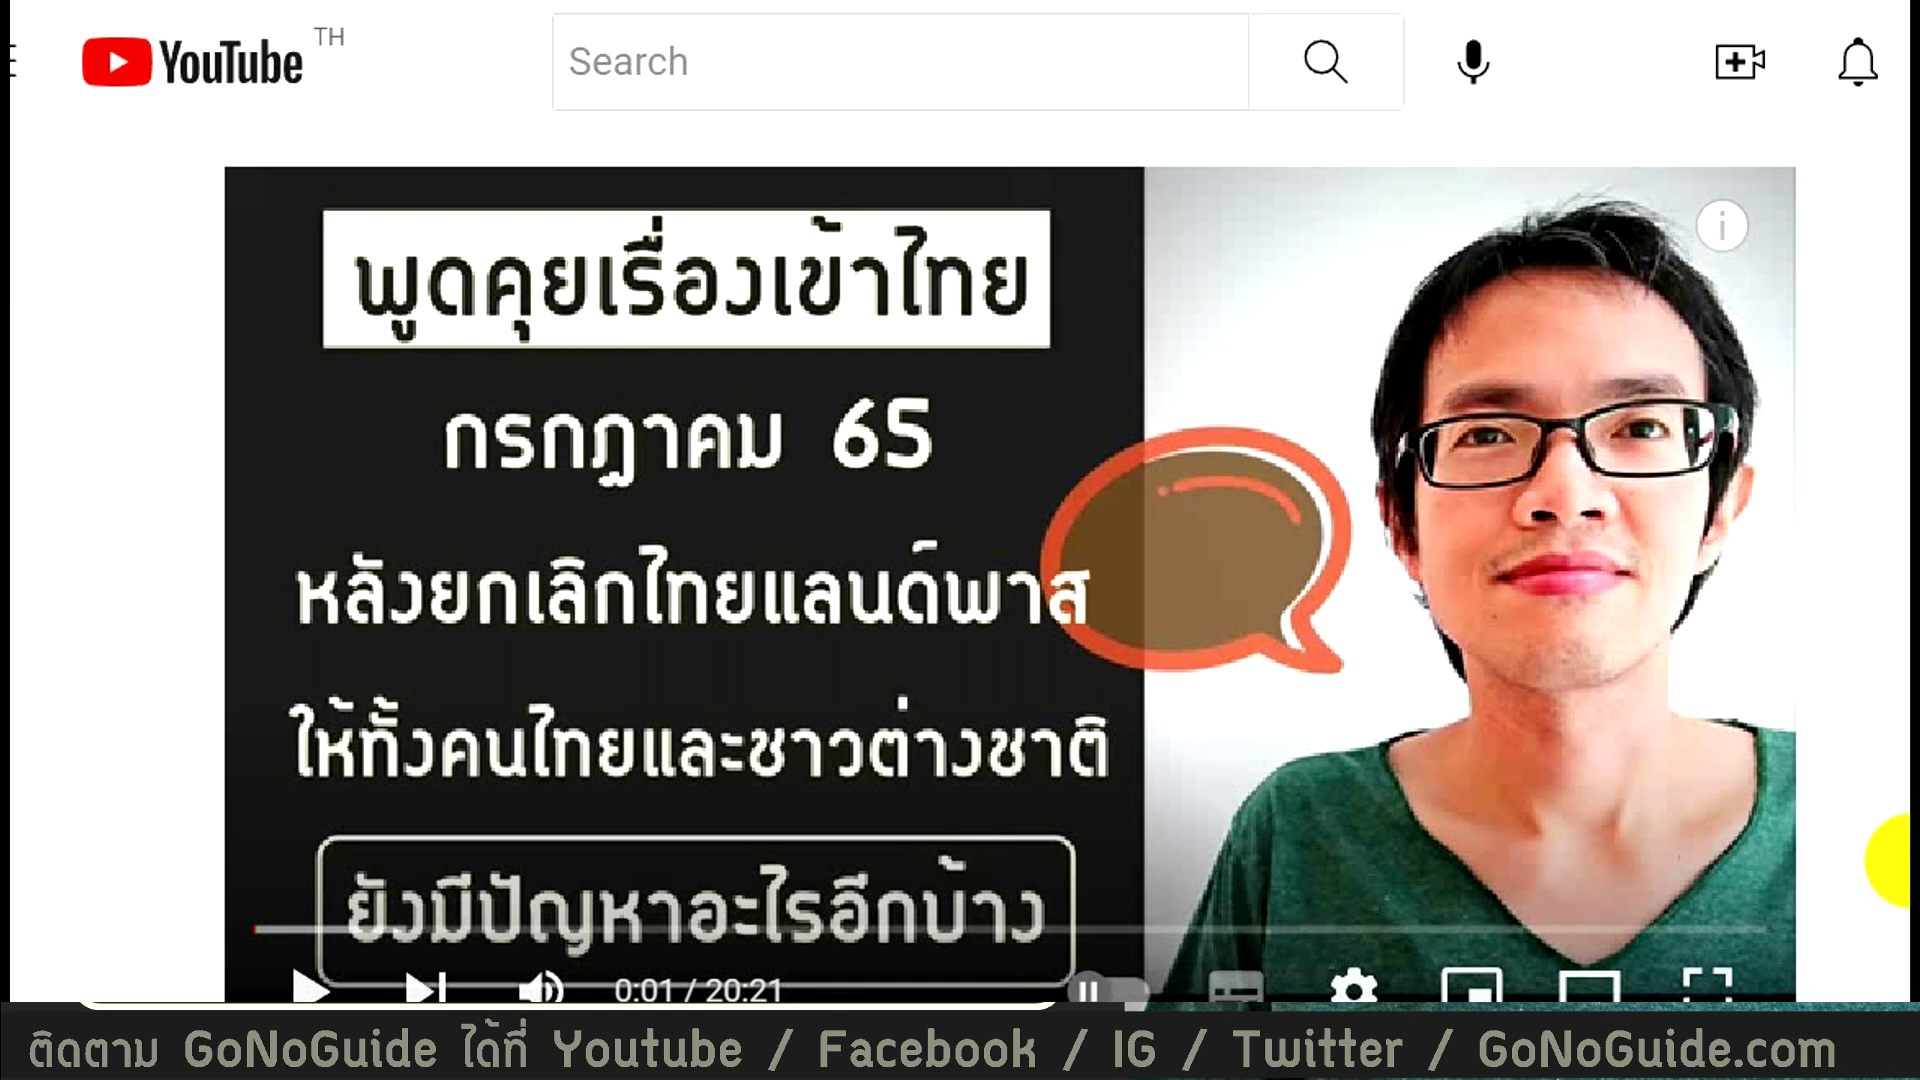 YouTube TH
Search
พูดคุยเรื่องเข้าไทย
กรกฎาคม 65
หลังยกเลิกไทยแลนด์พาส
ให้ทั้งคนไทยและชาวต่างชาติ
ยังมีปัญหาอะไรอีกบ้าง
0:01 / 20:21
ติดตาม GoNoGuide ได้ที่ Youtube / Facebook / IG / Twitter / GoNoGuide.com